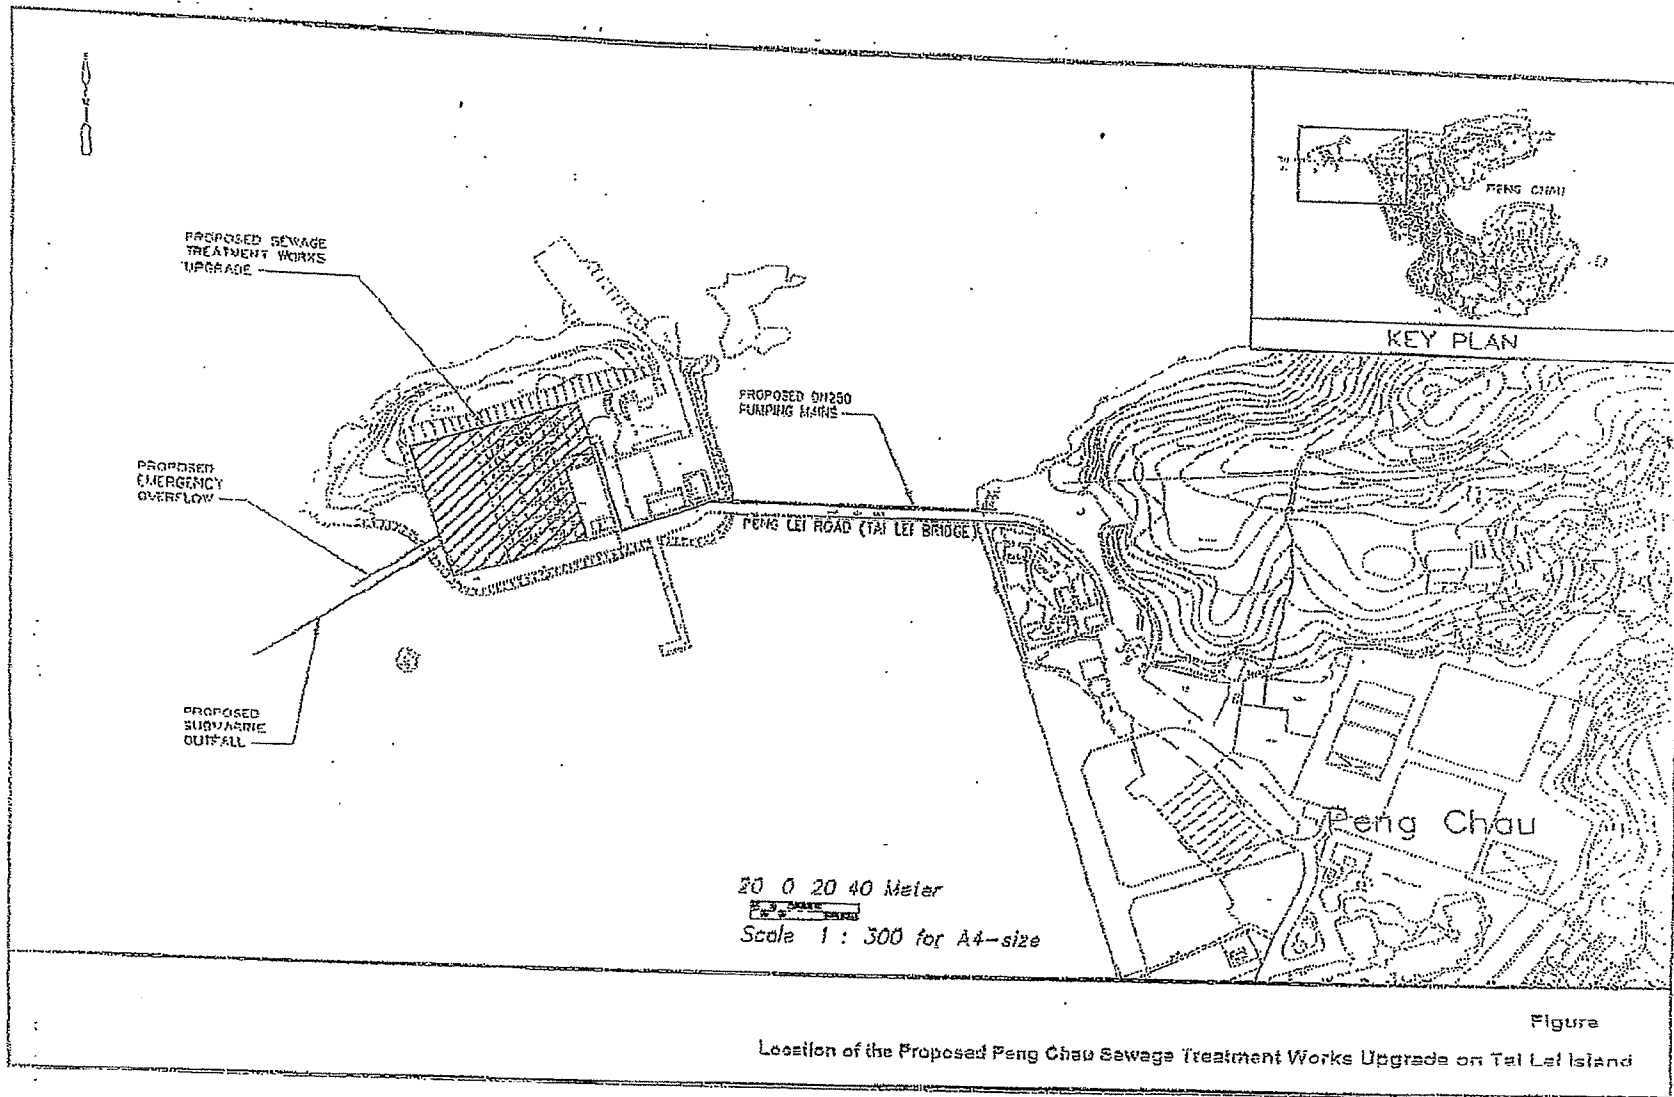 PENG CHAU
KEY PLAN
PROPOSED SEWAGE
TREATMENT WORKS
UPGRADE
PROPOSED DN250
PUMPING MAINS
PROPOSED
EMERGENCY
OVERFLOW
PENG LEI ROAD (TAI LEI BRIDGE)
PROPOSED
SUBMARINE
OUTFALL
Peng Chau
20 0 20 40 Meter
Scale 1 : 300 for A4-size
Figure
Location of the Proposed Peng Chau Sewage Treatment Works Upgrade on Tai Lei Island